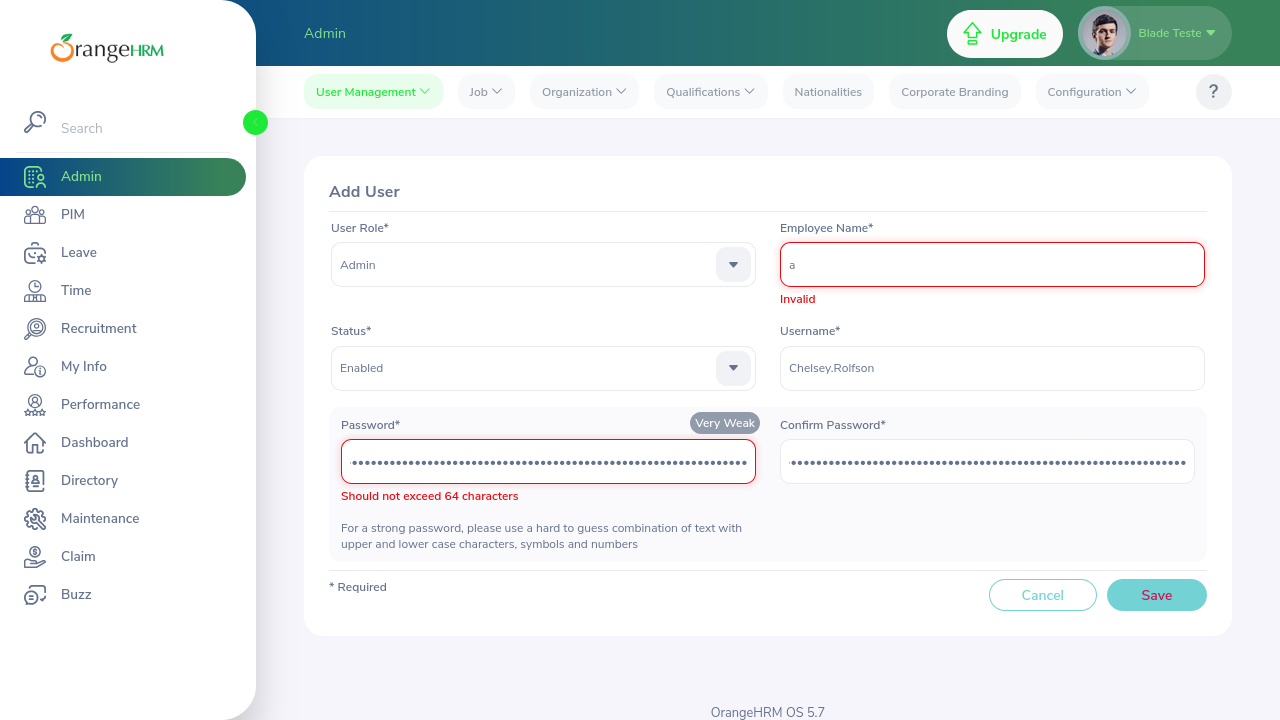 OrangeHRM
Search
Admin
PIM
Leave
Time
Recruitment
My Info
Performance
Dashboard
Directory
Maintenance
Claim
Buzz
Admin
Upgrade
Blade Teste
User Management
Job
Organization
Qualifications
Nationalities
Corporate Branding
Configuration
?
Add User
User Role*
Admin
Employee Name*
a
Invalid
Status*
Enabled
Username*
Chelsey.Rolfson
Password*
Very Weak
Should not exceed 64 characters
For a strong password, please use a hard to guess combination of text with
upper and lower case characters, symbols and numbers
Confirm Password*
* Required
Cancel
Save
OrangeHRM OS 5.7